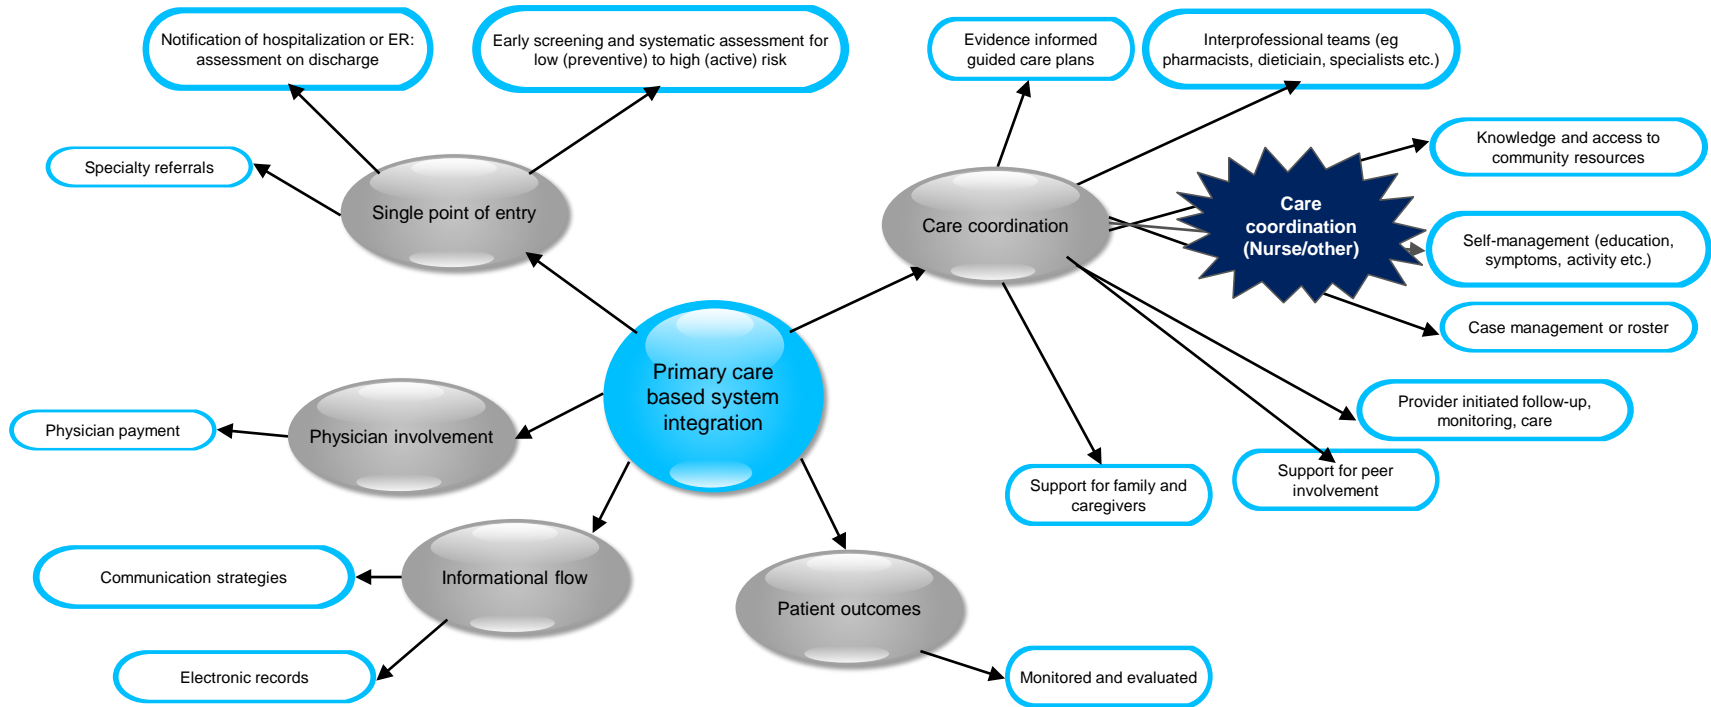 Notification of hospitalization or ER:
assessment on discharge
Early screening and systematic assessment for
low (preventive) to high (active) risk
Evidence informed
guided care plans
Interprofessional teams (eg
pharmacists, dieticiain, specialists etc.)
Specialty referrals
Single point of entry
Care coordination
Care
coordination
(Nurse/other)
Knowledge and access to
community resources
Self-management (education,
symptoms, activity etc.)
Case management or roster
Primary care
based system
integration
Physician payment
Physician involvement
Provider initiated follow-up,
monitoring, care
Support for peer
involvement
Support for family and
caregivers
Communication strategies
Informational flow
Patient outcomes
Electronic records
Monitored and evaluated